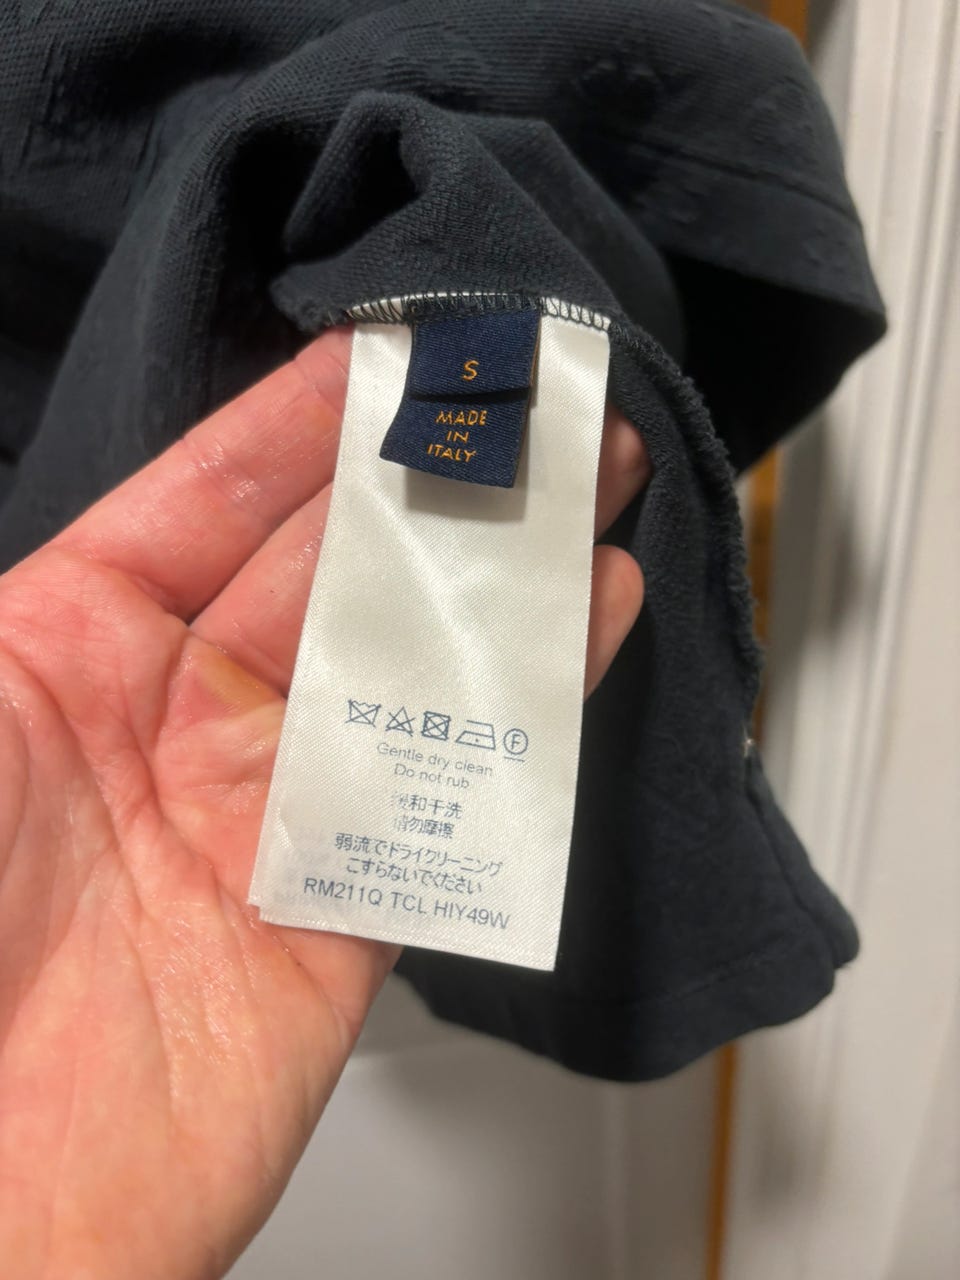 S
MADE
IN
ITALY
F
Gentle dry clean
Do not rub
缓和干洗
请勿摩擦
弱流でドライクリーニング
こすらないでください
RM211Q TCL HIY49W